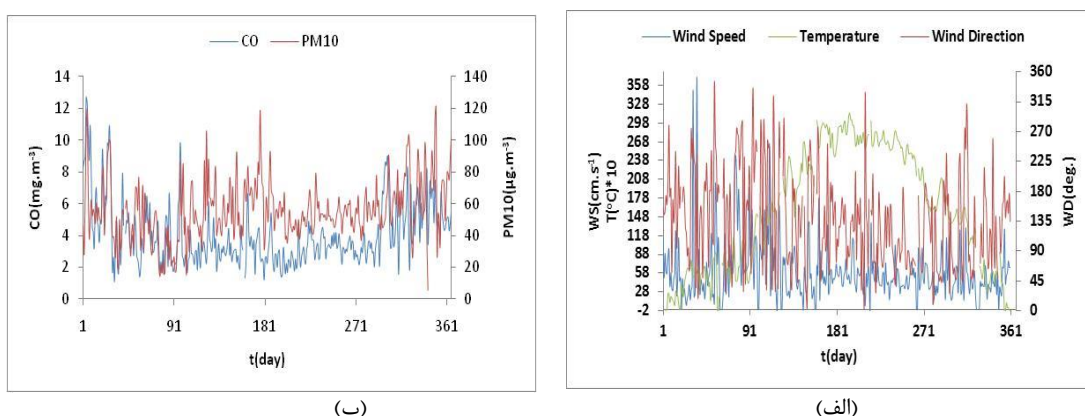 CO PM10
14
12
10
8
6
4
2
0
CO(mg.m⁻³)
140
120
100
80
60
40
20
0
PM10(µg.m⁻³)
1 91 181 271 361
t(day)
(ب)
Wind Speed Temperature Wind Direction
358
328
298
268
238
208
178
148
118
88
58
28
-2
WS(cm.s⁻¹)
T(°C)* 10
360
315
270
225
180
135
90
45
0
WD(deg.)
1 91 181 271 361
t(day)
(الف)